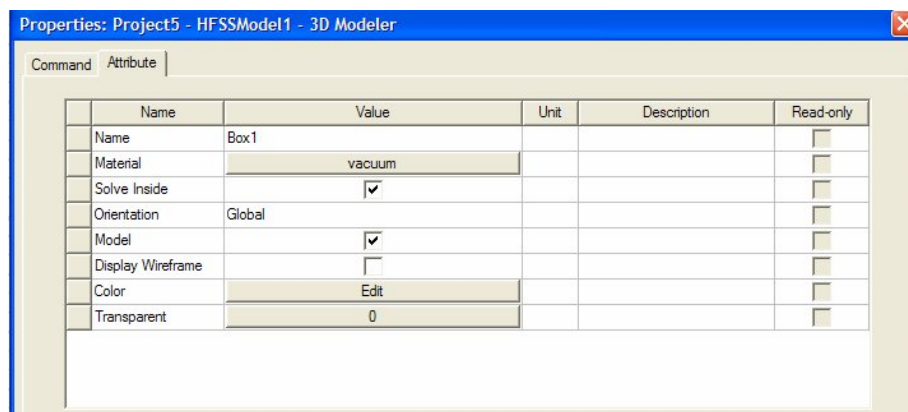 Properties: Project5 - HFSSModel1 - 3D Modeler
Command Attribute
Name Value Unit Description Read-only
Name Box1
Material vacuum
Solve Inside
Orientation Global
Model
Display Wireframe
Color Edit
Transparent 0